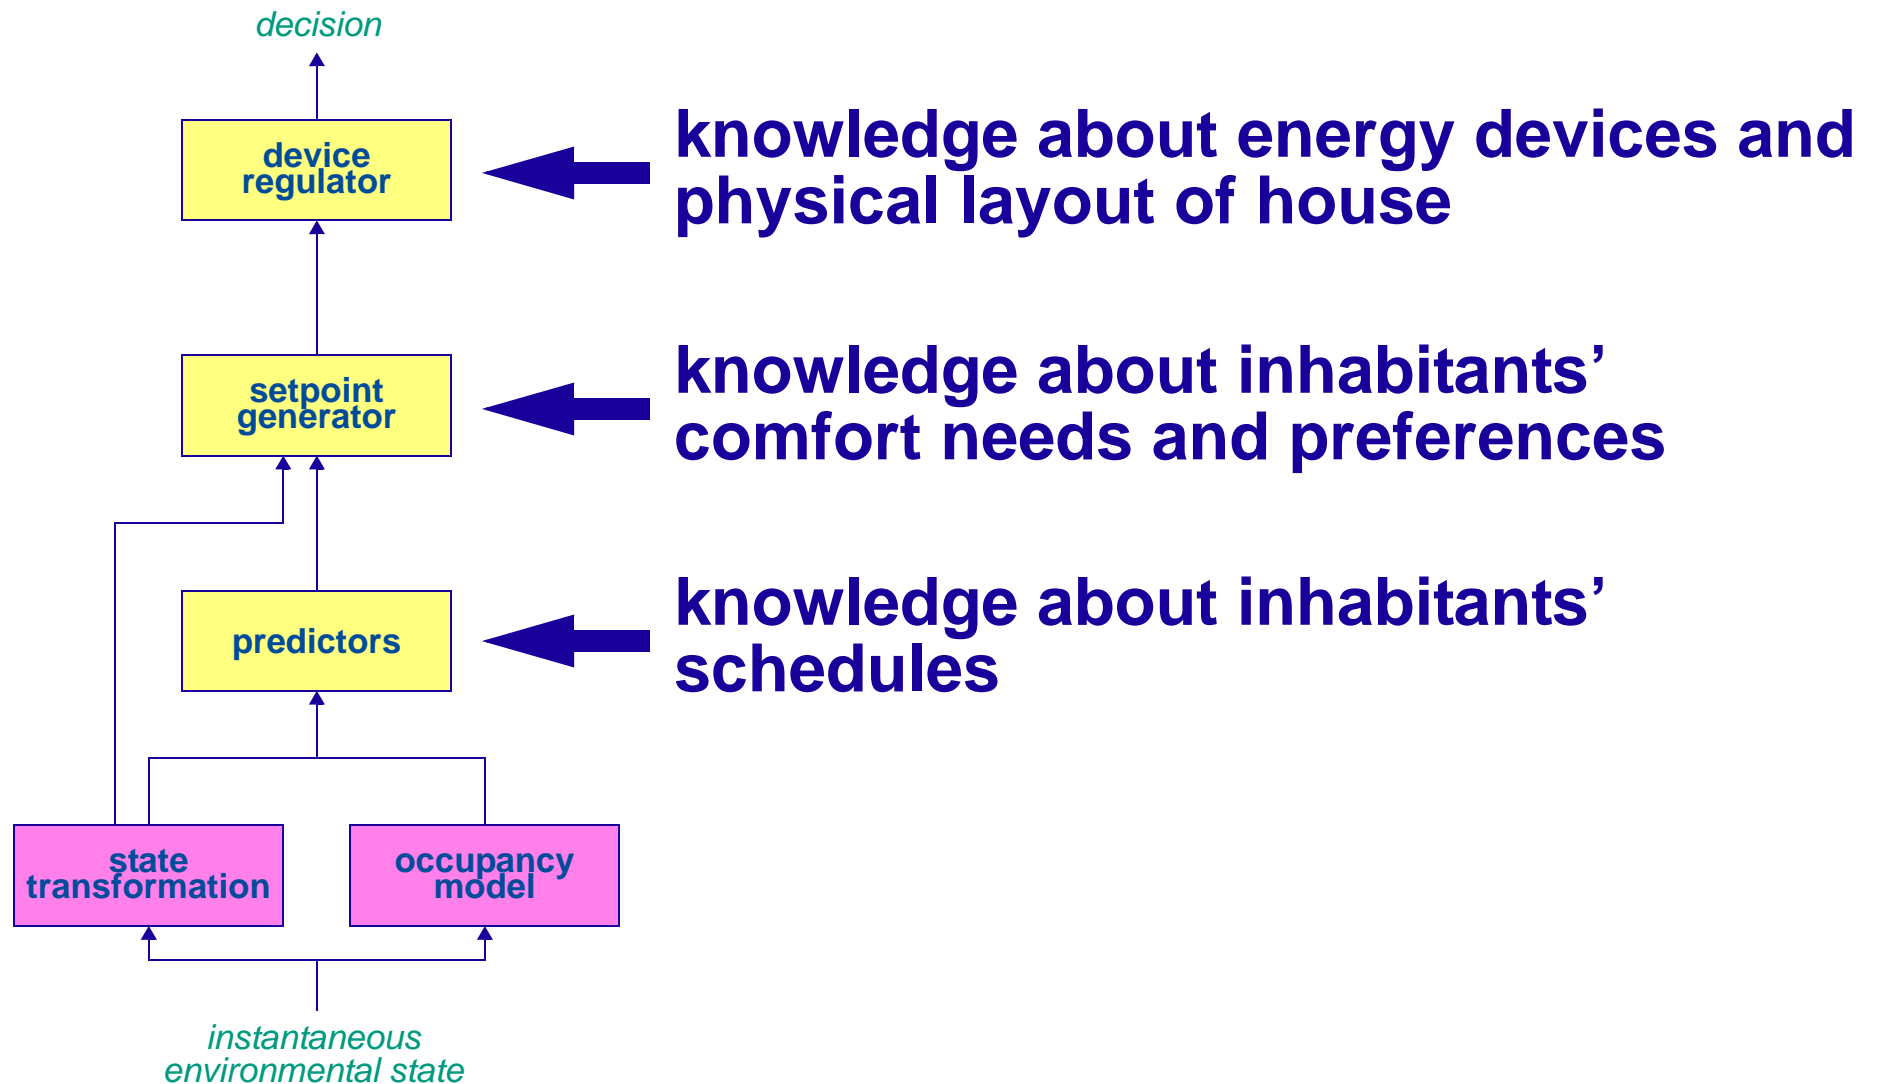 decision
device
regulator
knowledge about energy devices and
physical layout of house
setpoint
generator
knowledge about inhabitants’
comfort needs and preferences
predictors
knowledge about inhabitants’
schedules
state
transformation
occupancy
model
instantaneous
environmental state